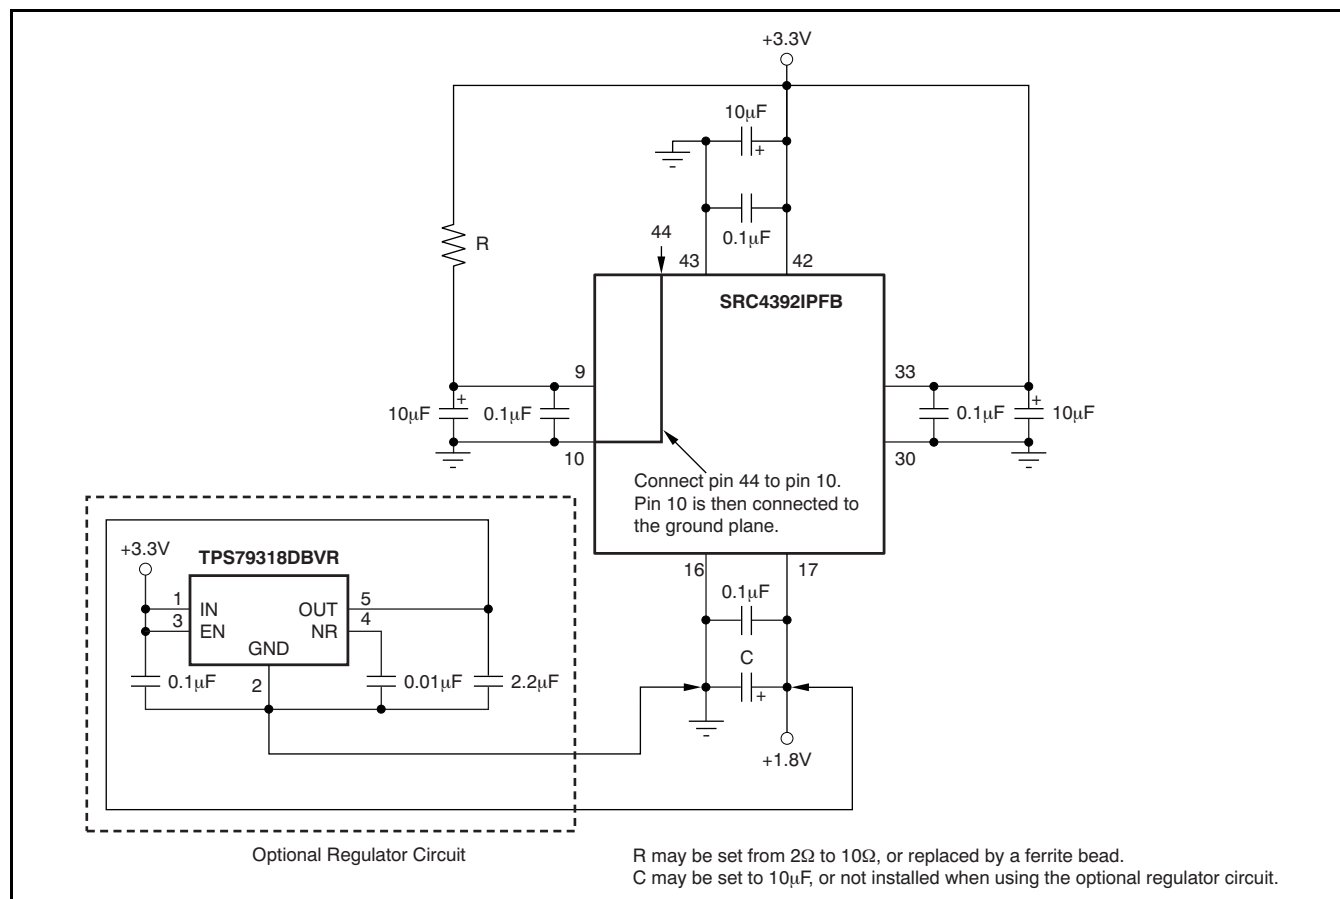 +3.3V
10μF
0.1μF
44
R
43
42
SRC4392IPFB
9
33
10μF
0.1μF
0.1μF
10μF
10
30
Connect pin 44 to pin 10.
Pin 10 is then connected to
the ground plane.
+3.3V
TPS79318DBVR
16
17
0.1μF
1
IN
OUT
5
3
EN
NR
4
GND
C
0.1μF
2
0.01μF
2.2μF
+
+1.8V
+
+
+
Optional Regulator Circuit
R may be set from 2Ω to 10Ω, or replaced by a ferrite bead.
C may be set to 10μF, or not installed when using the optional regulator circuit.